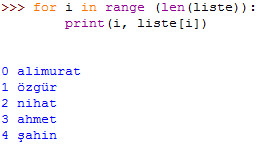 >>> for i in range (len(liste)):
        print(i, liste[i])
0 alimurat
1 özgür
2 nihat
3 ahmet
4 şahin